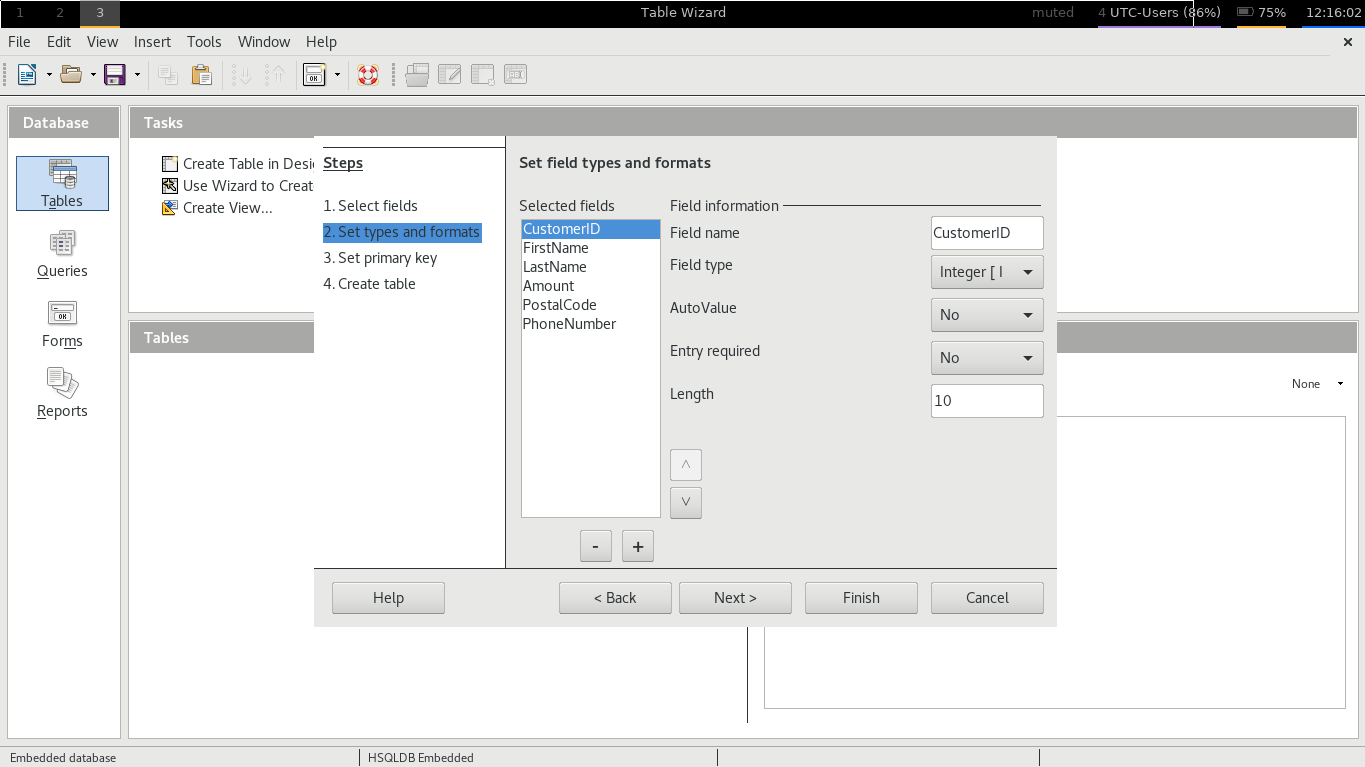 1 2 3 Table Wizard muted 4 UTC-Users (86%) 75% 12:16:02
File Edit View Insert Tools Window Help
Database
Tables
Queries
Forms
Reports
Tasks
Create Table in Desi
Use Wizard to Creat
Create View...
Tables
None
Steps
1. Select fields
2. Set types and formats
3. Set primary key
4. Create table
Set field types and formats
Selected fields
CustomerID
FirstName
LastName
Amount
PostalCode
PhoneNumber
- +
Field information
Field name CustomerID
Field type Integer [ I
AutoValue No
Entry required No
Length 10
Help < Back Next > Finish Cancel
Embedded database HSQLDB Embedded